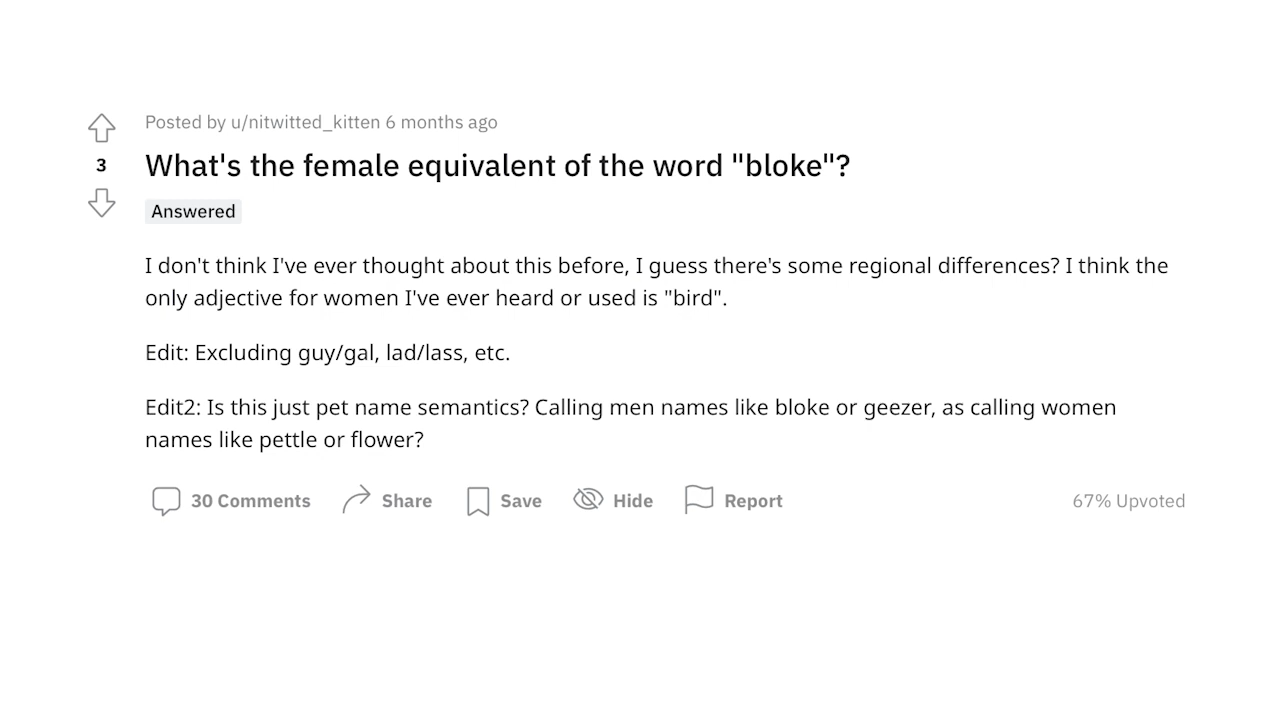 Posted by u/nitwitted_kitten 6 months ago
3
What's the female equivalent of the word "bloke"?
Answered
I don't think I've ever thought about this before, I guess there's some regional differences? I think the
only adjective for women I've ever heard or used is "bird".
Edit: Excluding guy/gal, lad/lass, etc.
Edit2: Is this just pet name semantics? Calling men names like bloke or geezer, as calling women
names like pettle or flower?
30 Comments Share Save Hide Report 67% Upvoted